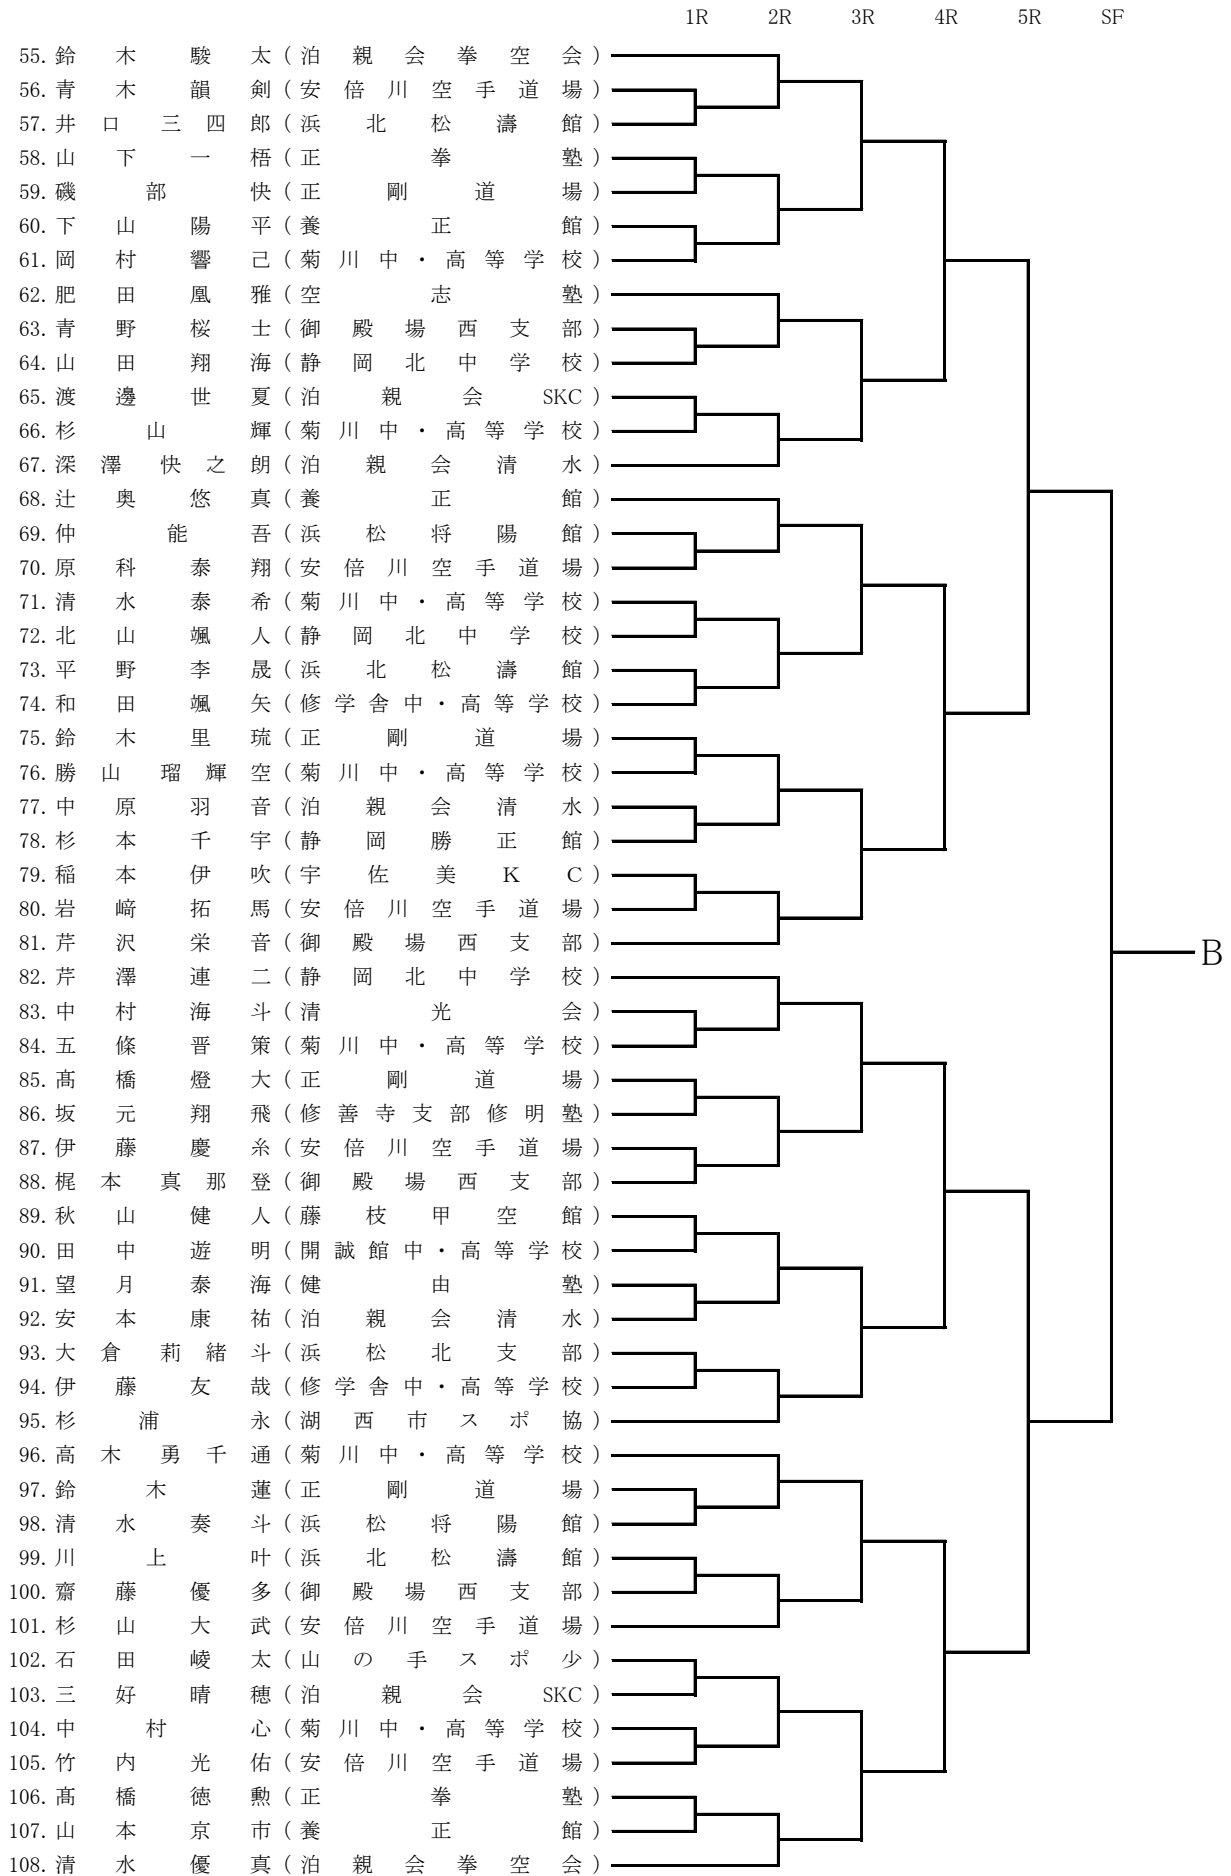 1R 2R 3R 4R 5R SF
55. 鈴木駿太(泊親会拳空会)
56. 青木韻剣(安倍川空手道場)
57. 井口三四郎(浜北松濤館)
58. 山下一梧(正拳塾)
59. 磯部快(正剛道場)
60. 下山陽平(養正館)
61. 岡村響己(菊川中・高等学校)
62. 肥田凰雅(空志塾)
63. 青野桜士(御殿場西支部)
64. 山田翔海(静岡北中学校)
65. 渡邊世夏(泊親会SKC)
66. 杉山輝(菊川中・高等学校)
67. 深澤快之朗(泊親会清水)
68. 辻奥悠真(養正館)
69. 仲能吾(浜松将陽館)
70. 原科泰翔(安倍川空手道場)
71. 清水泰希(菊川中・高等学校)
72. 北山颯人(静岡北中学校)
73. 平野李晟(浜北松濤館)
74. 和田颯矢(修学舎中・高等学校)
75. 鈴木里琉(正剛道場)
76. 勝山瑠輝空(菊川中・高等学校)
77. 中原羽音(泊親会清水)
78. 杉本千宇(静岡勝正館)
79. 稲本伊吹(宇佐美KC)
80. 岩﨑拓馬(安倍川空手道場)
81. 芹沢栄音(御殿場西支部)
B
82. 芹澤連二(静岡北中学校)
83. 中村海斗(清光会)
84. 五條晋策(菊川中・高等学校)
85. 髙橋燈大(正剛道場)
86. 坂元翔飛(修善寺支部修明塾)
87. 伊藤慶糸(安倍川空手道場)
88. 梶本真那登(御殿場西支部)
89. 秋山健人(藤枝甲空館)
90. 田中遊明(開誠館中・高等学校)
91. 望月泰海(健由塾)
92. 安本康祐(泊親会清水)
93. 大倉莉緒斗(浜松北支部)
94. 伊藤友哉(修学舎中・高等学校)
95. 杉浦永(湖西市スポ協)
96. 高木勇千通(菊川中・高等学校)
97. 鈴木蓮(正剛道場)
98. 清水奏斗(浜松将陽館)
99. 川上叶(浜北松濤館)
100. 齋藤優多(御殿場西支部)
101. 杉山大武(安倍川空手道場)
102. 石田崚太(山の手スポ少)
103. 三好晴穂(泊親会SKC)
104. 中村心(菊川中・高等学校)
105. 竹内光佑(安倍川空手道場)
106. 髙橋徳勲(正拳塾)
107. 山本京市(養正館)
108. 清水優真(泊親会拳空会)